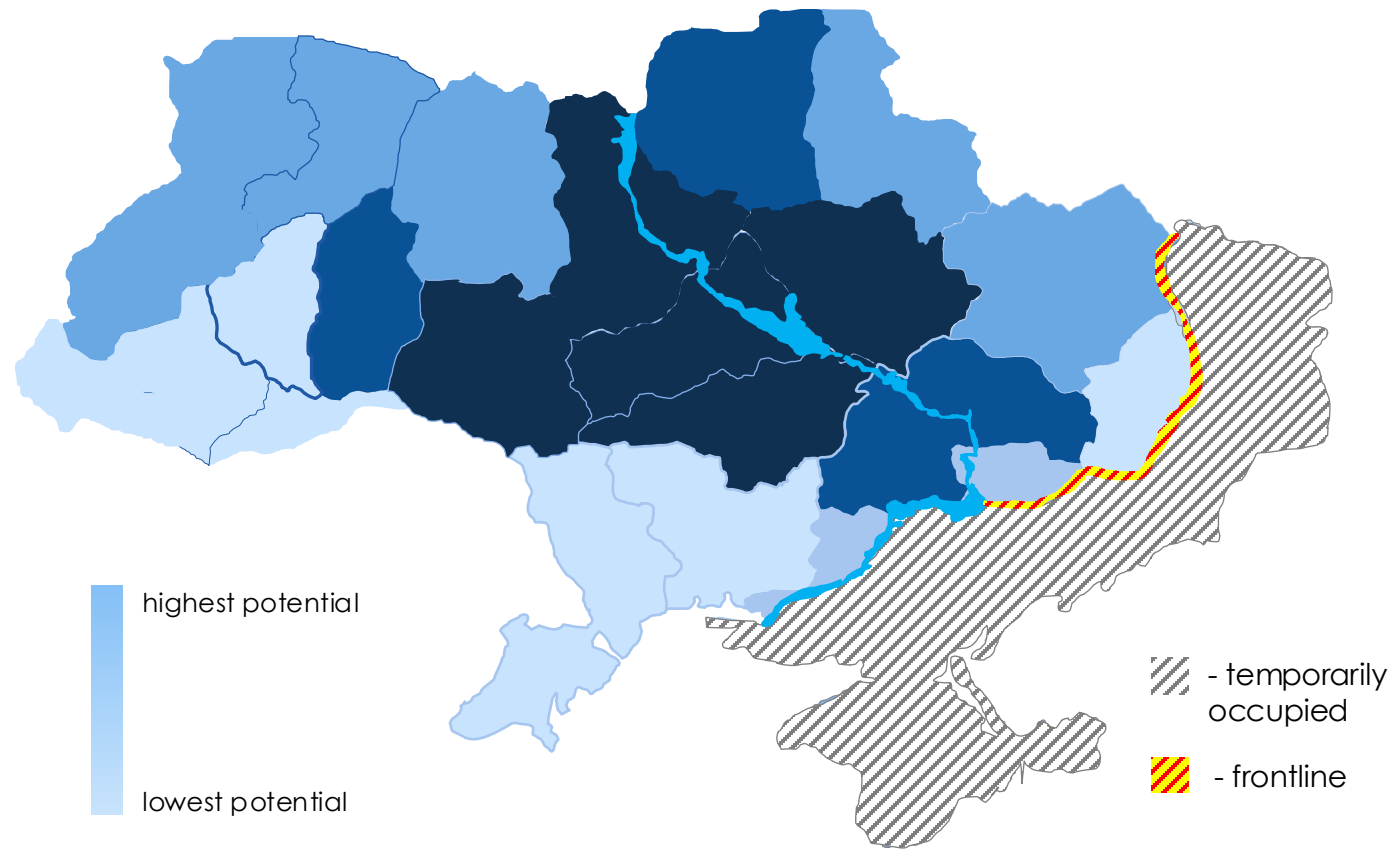 highest potential
lowest potential
- temporarily
occupied
- frontline